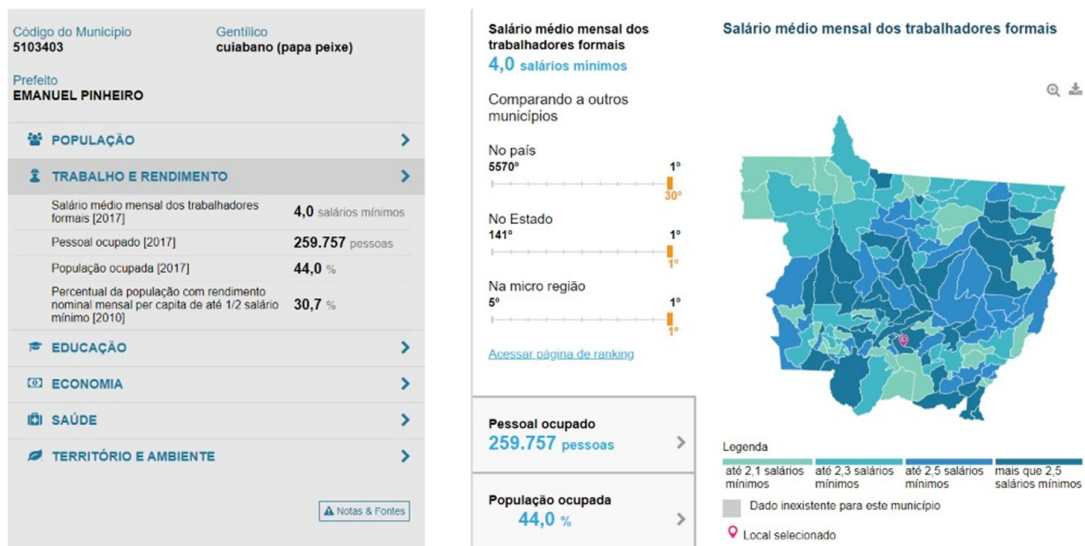 Código do Município
5103403
Gentílico
cuiabano (papa peixe)
Prefeito
EMANUEL PINHEIRO
POPULAÇÃO
TRABALHO E RENDIMENTO
Salário médio mensal dos trabalhadores
formais [2017]
4,0 salários mínimos
Pessoal ocupado [2017]
259.757 pessoas
População ocupada [2017]
44,0 %
Percentual da população com rendimento
nominal mensal per capita de até 1/2 salário
mínimo [2010]
30,7 %
EDUCAÇÃO
ECONOMIA
SAÚDE
TERRITÓRIO E AMBIENTE
Notas & Fontes
Salário médio mensal dos
trabalhadores formais
4,0 salários mínimos
Comparando a outros
municípios
No país
5570º 1º
30º
No Estado
141º 1º
1º
Na micro região
5º 1º
1º
Acessar página de ranking
Pessoal ocupado
259.757 pessoas
População ocupada
44,0 %
Salário médio mensal dos trabalhadores formais
Legenda
até 2,1 salários
mínimos
até 2,3 salários
mínimos
até 2,5 salários
mínimos
mais que 2,5
salários mínimos
Dado inexistente para este município
Local selecionado